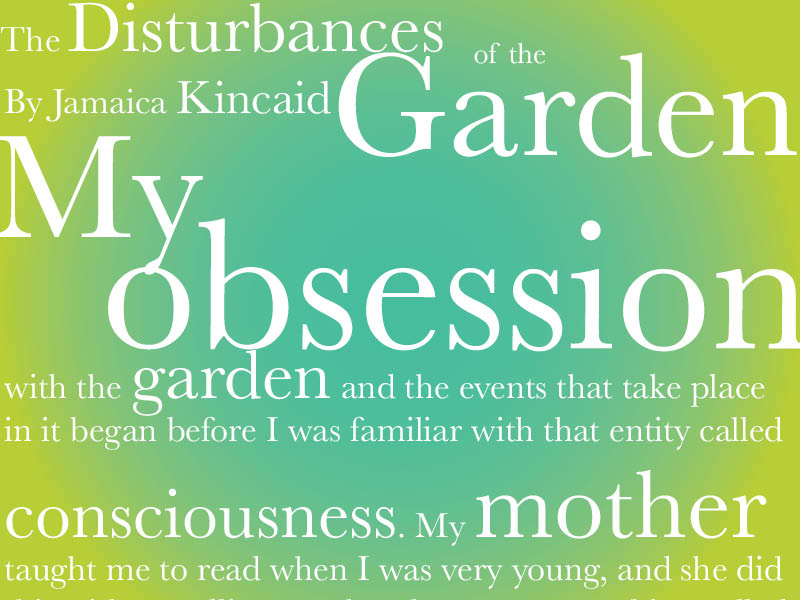 The Disturbances of the
Garden
By Jamaica Kincaid
My
obsession
with the garden and the events that take place
in it began before I was familiar with that entity called
consciousness. My mother
taught me to read when I was very young, and she did